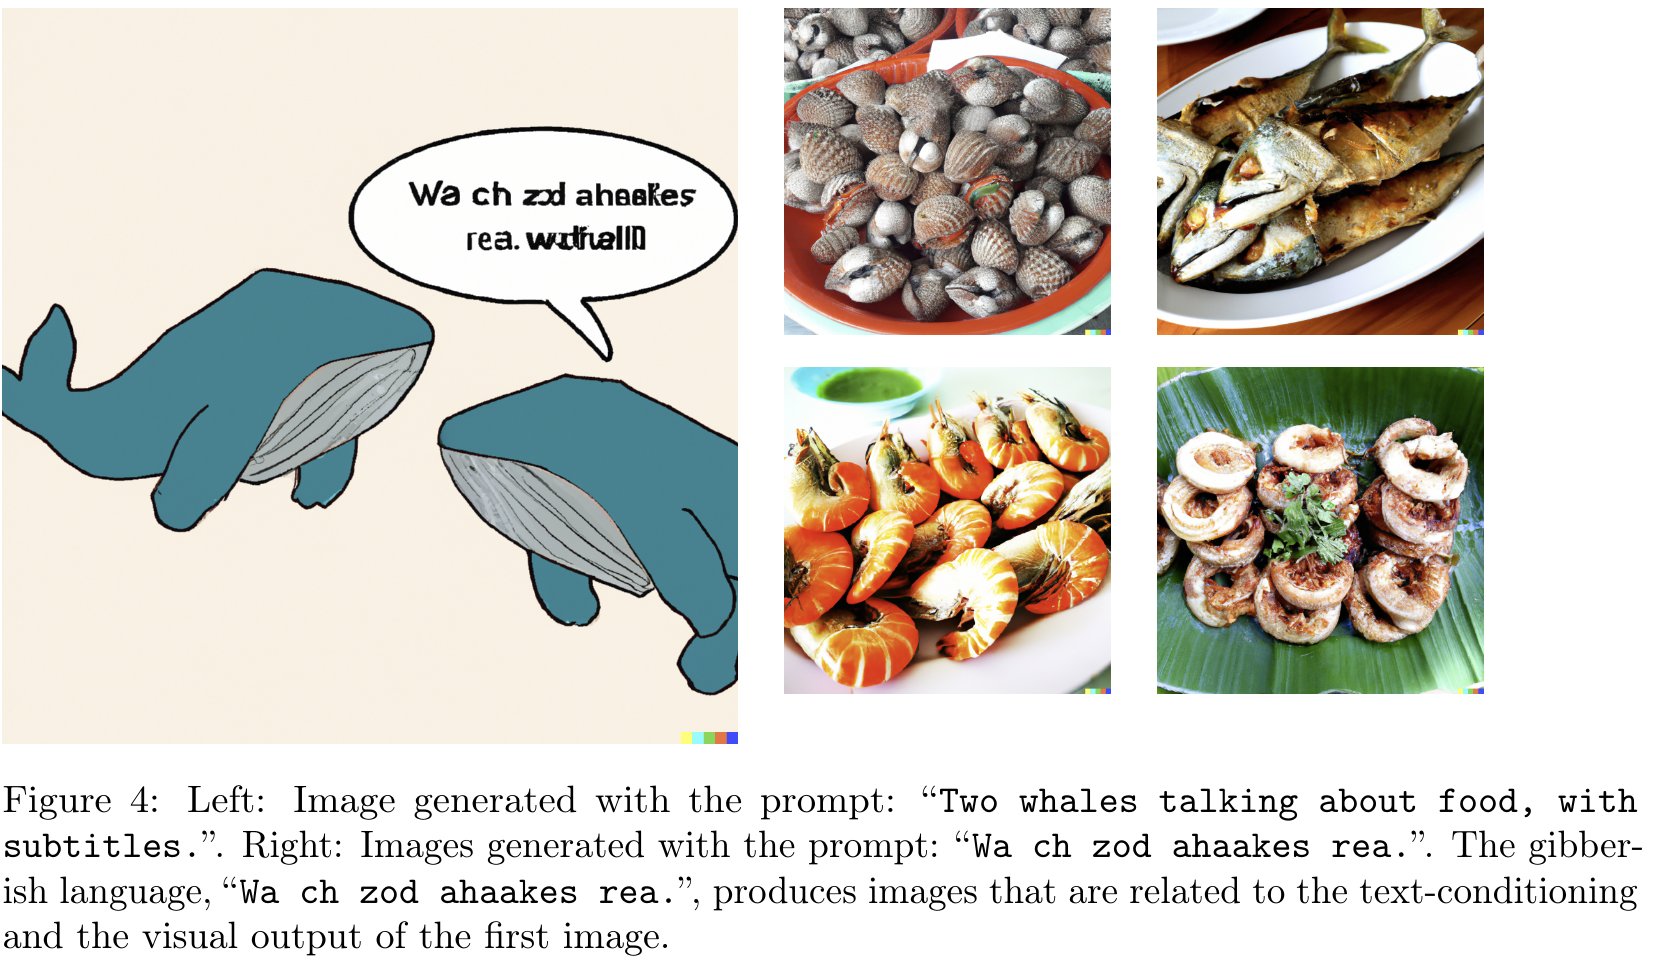 Wa ch zod ahaakes
rea.
Figure 4: Left: Image generated with the prompt: “Two whales talking about food, with
subtitles.”. Right: Images generated with the prompt: “Wa ch zod ahaakes rea.”. The gibber-
ish language, “Wa ch zod ahaakes rea.”, produces images that are related to the text-conditioning
and the visual output of the first image.